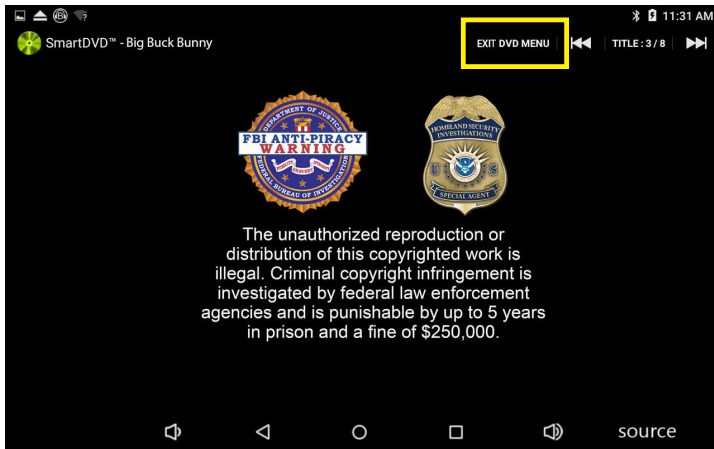 11:31 AM
SmartDVD™ - Big Buck Bunny
EXIT DVD MENU
TITLE : 3 / 8
DEPARTMENT OF JUSTICE
FBI ANTI-PIRACY
WARNING
FIDELITY BRAVERY INTEGRITY
FEDERAL BUREAU OF INVESTIGATION
HOMELAND SECURITY
INVESTIGATIONS
U S
SPECIAL AGENT
The unauthorized reproduction or
distribution of this copyrighted work is
illegal. Criminal copyright infringement is
investigated by federal law enforcement
agencies and is punishable by up to 5 years
in prison and a fine of $250,000.
source